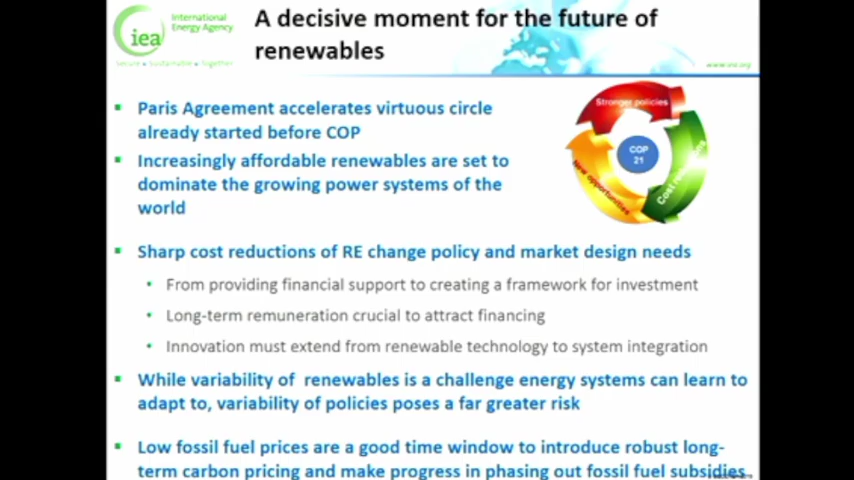 iea
International
Energy Agency
Secure • Sustainable • Together
A decisive moment for the future of
renewables
www.iea.org
Paris Agreement accelerates virtuous circle
already started before COP
Increasingly affordable renewables are set to
dominate the growing power systems of the
world
Stronger policies
COP
21
New opportunities
Cost
Sharp cost reductions of RE change policy and market design needs
From providing financial support to creating a framework for investment
Long-term remuneration crucial to attract financing
Innovation must extend from renewable technology to system integration
While variability of renewables is a challenge energy systems can learn to
adapt to, variability of policies poses a far greater risk
Low fossil fuel prices are a good time window to introduce robust long-
term carbon pricing and make progress in phasing out fossil fuel subsidies